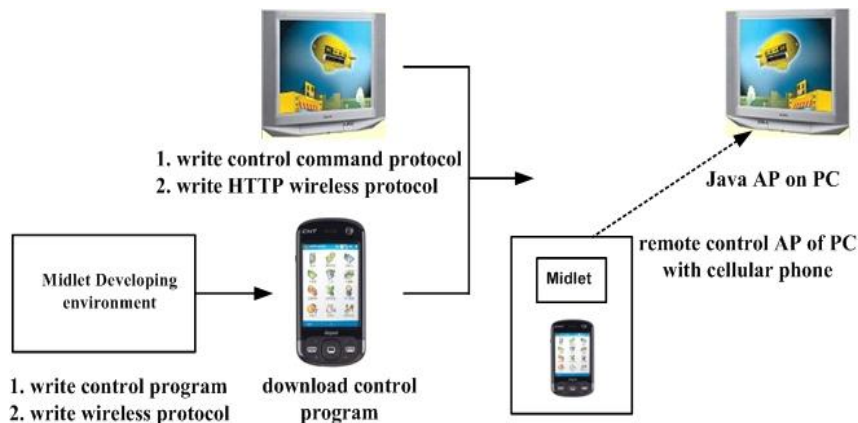 1. write control command protocol
2. write HTTP wireless protocol
Java AP on PC
Midlet Developing
environment
Midlet
remote control AP of PC
with cellular phone
1. write control program
2. write wireless protocol
download control
program